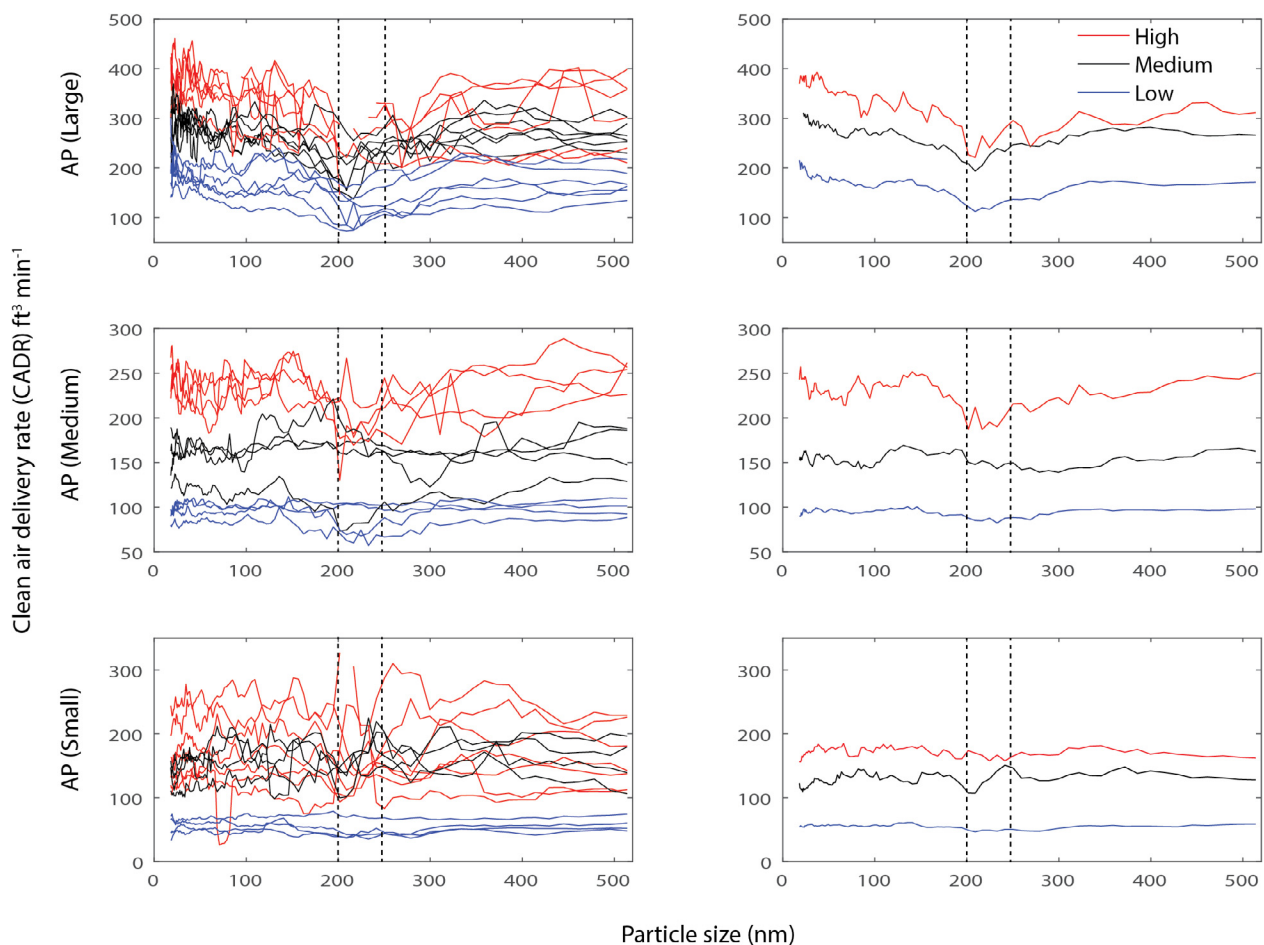 Clean air delivery rate (CADR) ft³ min⁻¹
AP (Large)
500
400
300
200
100
0 100 200 300 400 500
500
400
300
200
100
0 100 200 300 400 500
High
Medium
Low
AP (Medium)
300
250
200
150
100
50
0 100 200 300 400 500
300
250
200
150
100
50
0 100 200 300 400 500
AP (Small)
300
200
100
0
0 100 200 300 400 500
300
200
100
0
0 100 200 300 400 500
Particle size (nm)